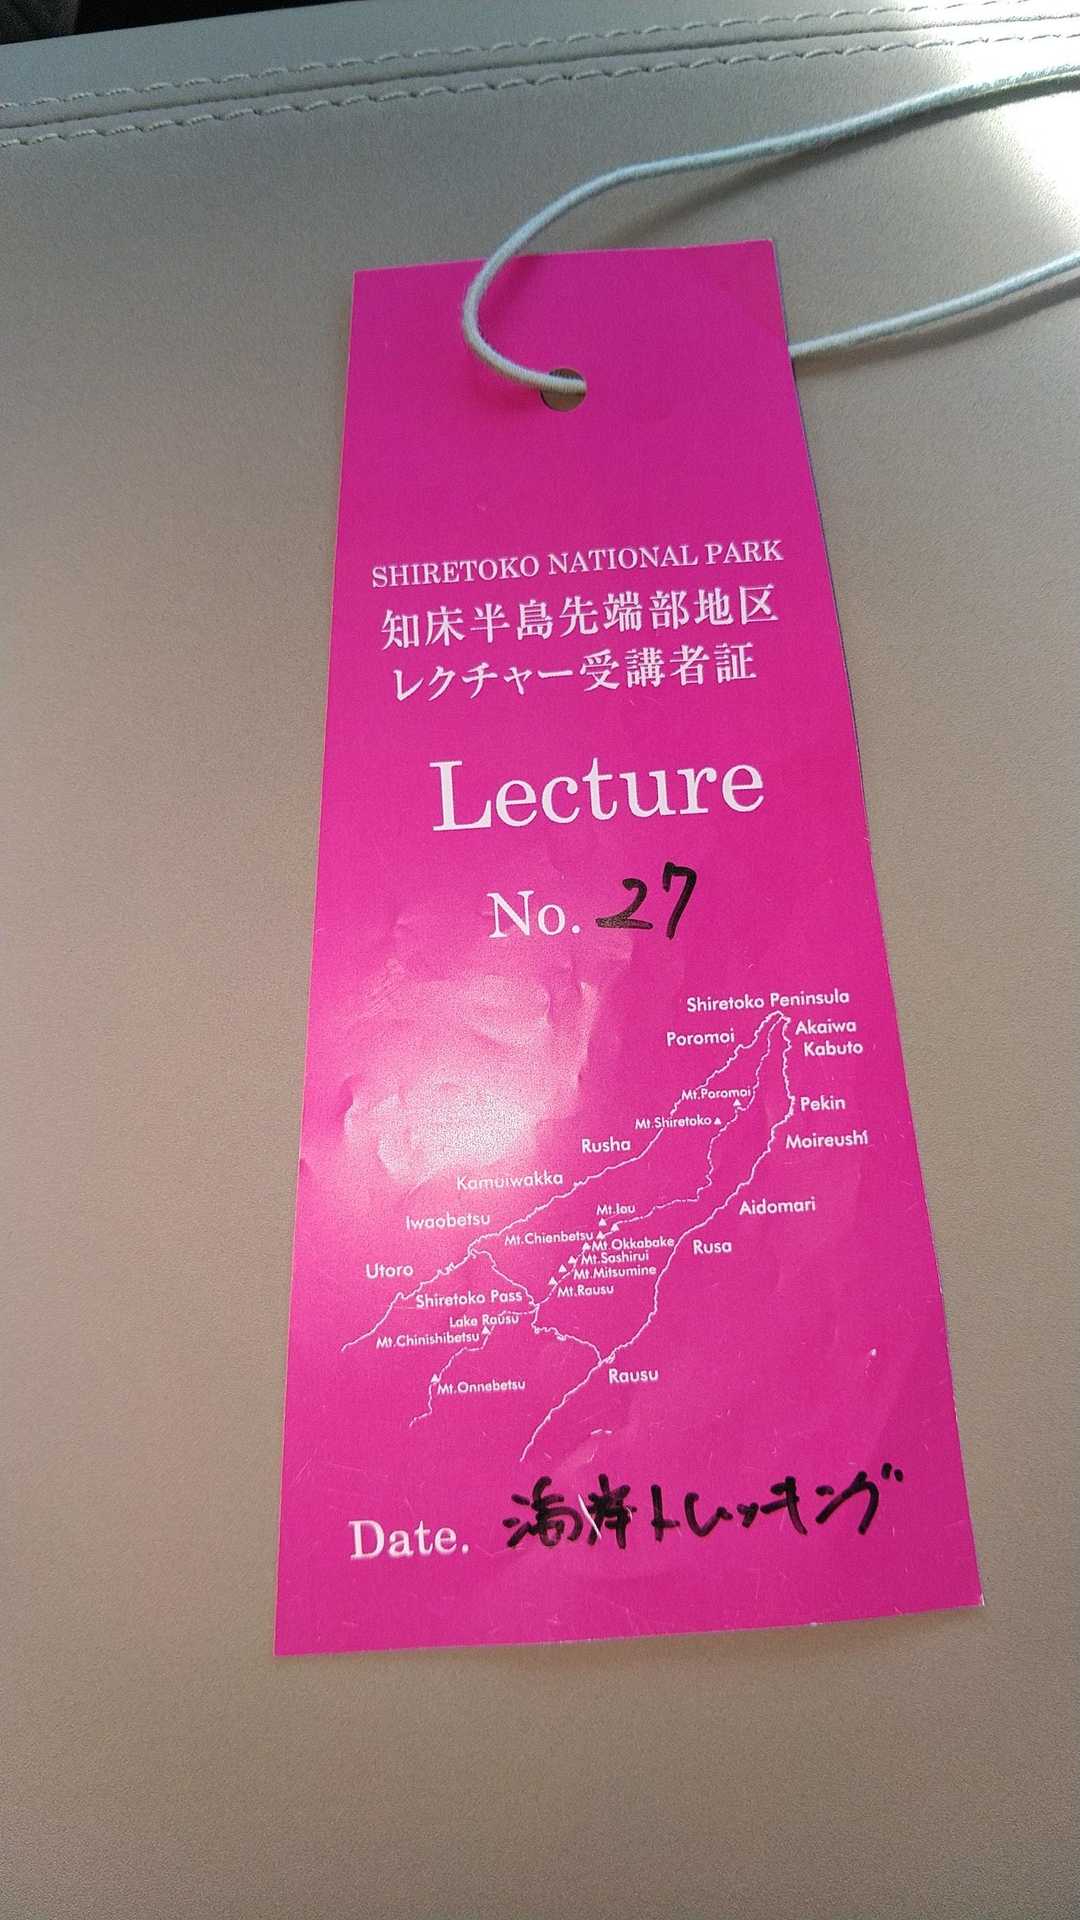 SHIRETOKO NATIONAL PARK
知床半島先端部地区
レクチャー受講者証
Lecture
No. 27
Shiretoko Peninsula
Akaiwa
Poromoi
Kabuto
Mt.Poromoi
Pekin
Mt.Shiretoko
Moireushi
Rusha
Kamuiwakka
Mt.Iou
Aidomari
Iwaobetsu
Mt.Chienbetsu
Mt.Okkabake
Rusa
Mt.Sashirui
Utoro
Mt.Mitsumine
Mt.Rausu
Shiretoko Pass
Lake Rausu
Mt.Chinishibetsu
Rausu
Mt.Onnebetsu
Date. 海岸トレッキング